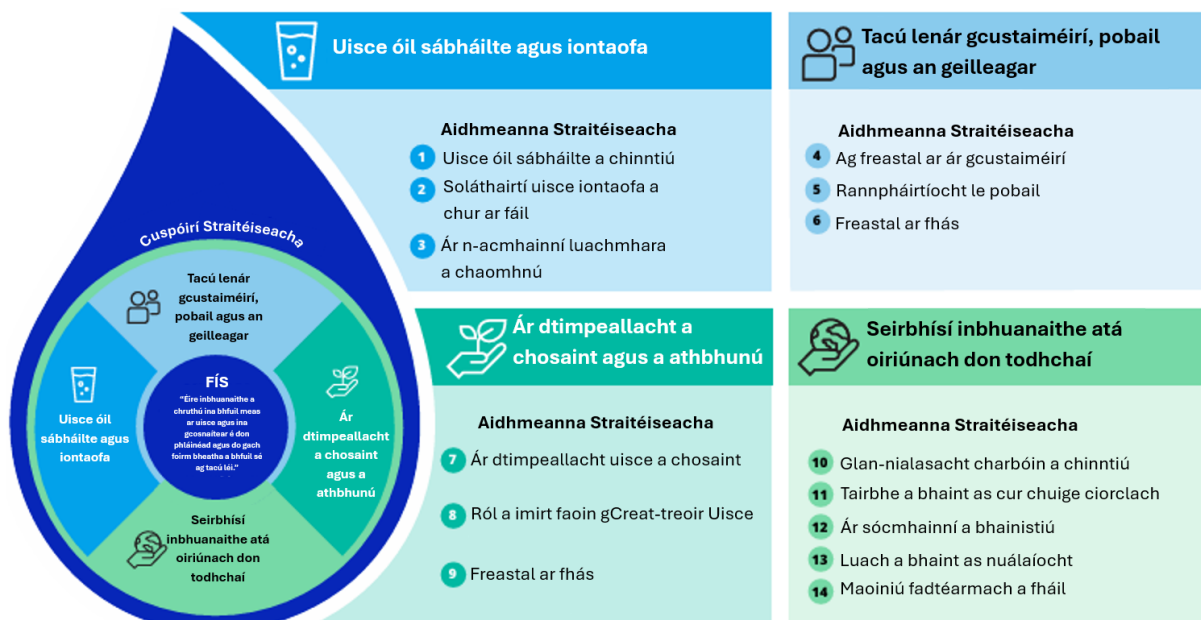 Uisce óil sábháilte agus iontaofa
Aidhmeanna Straitéiseacha
1 Uisce óil sábháilte a chinntiú
2 Soláthairtí uisce iontaofa a
chur ar fáil
3 Ár n-acmhainní luachmhara
a chaomhnú
Tacú lenár gcustaiméirí, pobail
agus an geilleagar
Aidhmeanna Straitéiseacha
4 Ag freastal ar ár gcustaiméirí
5 Rannpháirtíocht le pobail
6 Freastal ar fhás
Cuspóirí Straitéiseacha
Tacú lenár
gcustaiméirí,
pobail agus an
geilleagar
Uisce óil
sábháilte agus
iontaofa
FÍS
"Éire inbhuanaithe a
chruthú ina bhfuil meas
ar uisce agus ina
gcosnaítear é don
phláinéad agus do gach
foirm bheatha a bhfuil sé
ag tacú léi."
Ár
dtimpeallacht
a chosaint
agus a
athbhunú
Seirbhísí
inbhuanaithe atá
oiriúnach don
todhchaí
Ár dtimpeallacht a
chosaint agus a athbhunú
Aidhmeanna Straitéiseacha
7 Ár dtimpeallacht uisce a chosaint
8 Ról a imirt faoin gCreat-treoir Uisce
9 Freastal ar fhás
Seirbhísí inbhuanaithe atá
oiriúnach don todhchaí
Aidhmeanna Straitéiseacha
10 Glan-nialasacht charbóin a chinntiú
11 Tairbhe a bhaint as cur chuige ciorclach
12 Ár sócmhainní a bhainistiú
13 Luach a bhaint as nuálaíocht
14 Maoiniú fadtéarmach a fháil